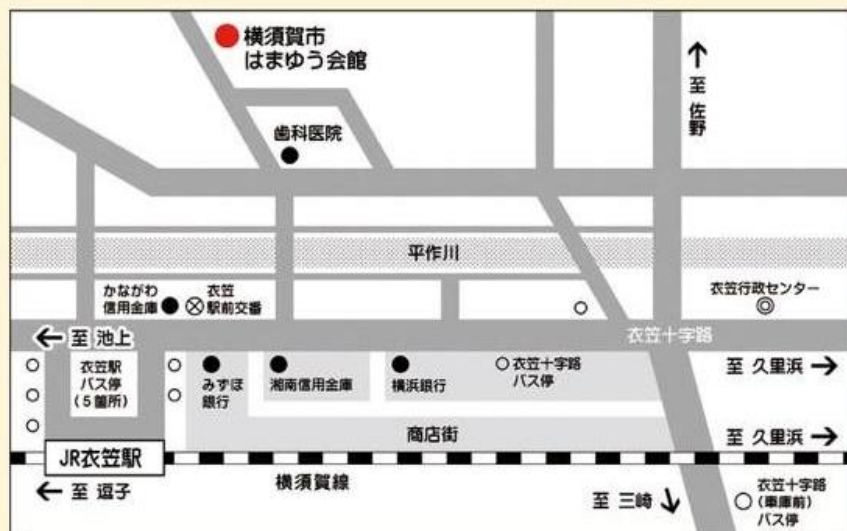 横須賀市
はまゆう会館
至 佐野
歯科医院
平作川
かながわ
信用金庫
衣笠
駅前交番
衣笠行政センター
至 池上
衣笠十字路
衣笠駅
バス停
(5箇所)
みずほ
銀行
湘南信用金庫
横浜銀行
衣笠十字路
バス停
至 久里浜
商店街
至 久里浜
JR衣笠駅
横須賀線
至 逗子
至 三崎
衣笠十字路
(車庫前)
バス停